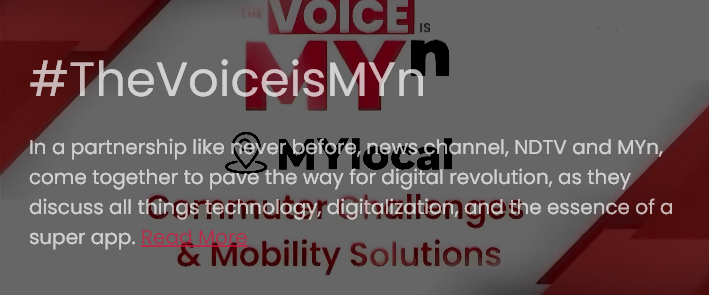 THE VOICE IS
MYn
#TheVoiceisMYn
In a partnership like never before, news channel, NDTV and MYn,
MYlocal
come together to pave the way for digital revolution, as they
discuss all things technology, digitalization, and the essence of a
Commuter Challenges
super app. Read More
& Mobility Solutions